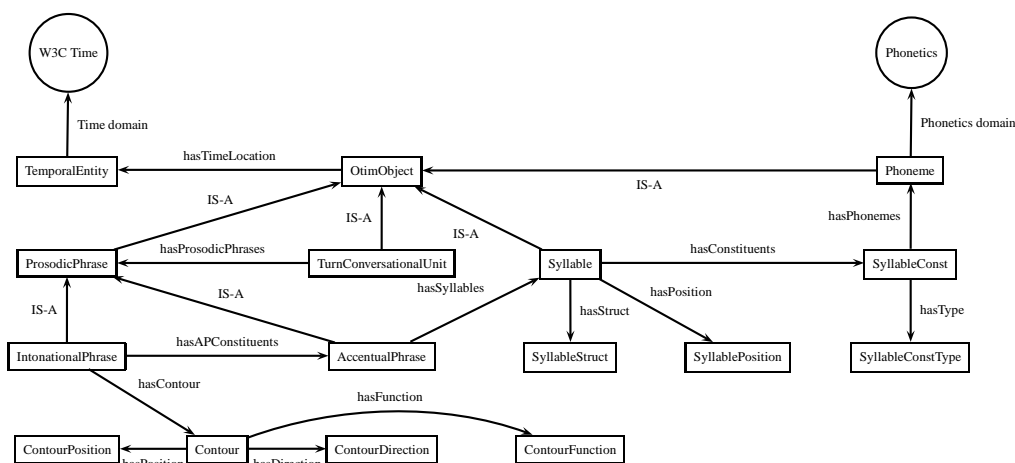 W3C Time
Phonetics
Time domain
Phonetics domain
hasTimeLocation
TemporalEntity
OtimObject
Phoneme
IS-A
IS-A
IS-A
IS-A
hasPhonemes
hasProsodicPhrases
hasConstituents
ProsodicPhrase
TurnConversationalUnit
Syllable
SyllableConst
hasSyllables
IS-A
hasPosition
IS-A
hasStruct
hasType
hasAPConstituents
IntonationalPhrase
AccentualPhrase
SyllableStruct
SyllablePosition
SyllableConstType
hasContour
hasFunction
ContourPosition
Contour
ContourDirection
ContourFunction
hasPosition
hasDirection